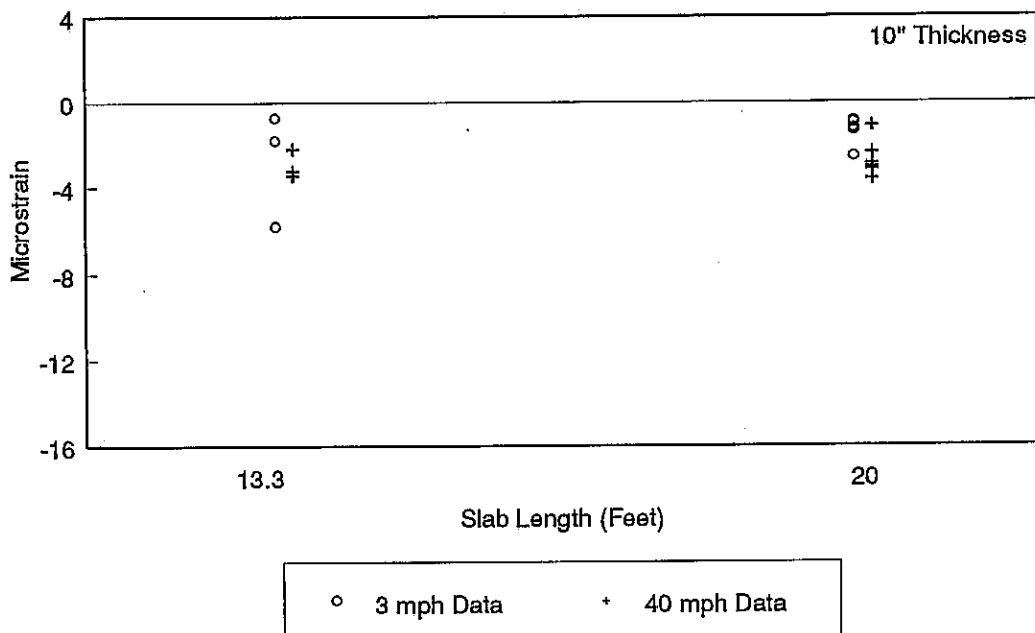 4
10" Thickness
0
-4
-8
-12
-16
Microstrain
13.3
20
Slab Length (Feet)
o 3 mph Data
+ 40 mph Data